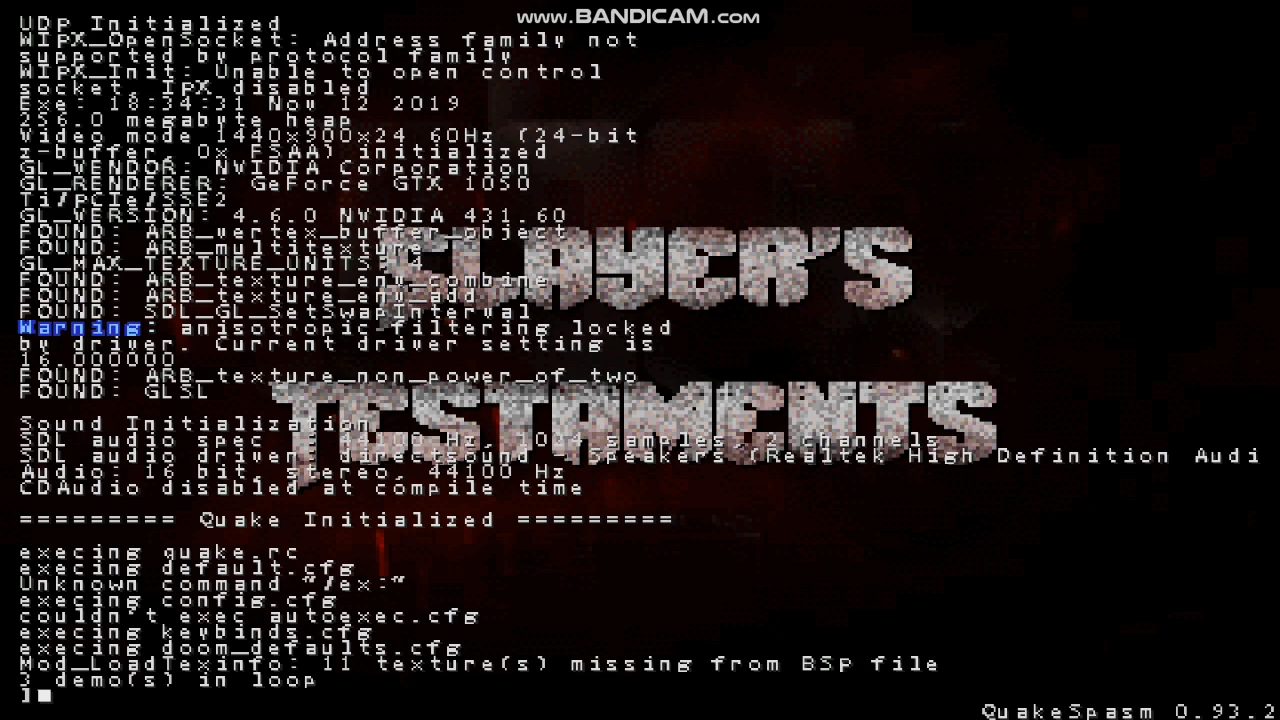 www.BANDICAM.com
UDP Initialized
WIPX_OpenSocket: Address family not
supported by protocol family
WIPX_Init: Unable to open control
socket, IPX disabled
Exe: 18:34:31 Nov 12 2019
256.0 megabyte heap
Video mode 1440x900x24 60Hz (24-bit
z-buffer, 0x FSAA) initialized
GL_VENDOR: NVIDIA Corporation
GL_RENDERER: GeForce GTX 1050
Ti/PCIe/SSE2
GL_VERSION: 4.6.0 NVIDIA 431.60
FOUND: ARB_vertex_buffer_object
FOUND: ARB_multitexture
GL_MAX_TEXTURE_UNITS: 4
FOUND: ARB_texture_env_combine
FOUND: ARB_texture_env_add
FOUND: SDL_GL_SetSwapInterval
Warning: anisotropic filtering locked
by driver. Current driver setting is
16.000000
FOUND: ARB_texture_non_power_of_two
FOUND: GLSL
SLAYER'S
TESTAMENTS
Sound Initialization
SDL audio spec : 44100 Hz, 1024 samples, 2 channels
SDL audio driver: directsound - Speakers (Realtek High Definition Audi
Audio: 16 bit, stereo, 44100 Hz
CDAudio disabled at compile time
========= Quake Initialized =========
execing quake.rc
execing default.cfg
Unknown command "/ex:"
execing config.cfg
couldn't exec autoexec.cfg
execing keybinds.cfg
execing doom_defaults.cfg
Mod_LoadTexinfo: 11 texture(s) missing from BSP file
3 demo(s) in loop
]
QuakeSpasm 0.93.2